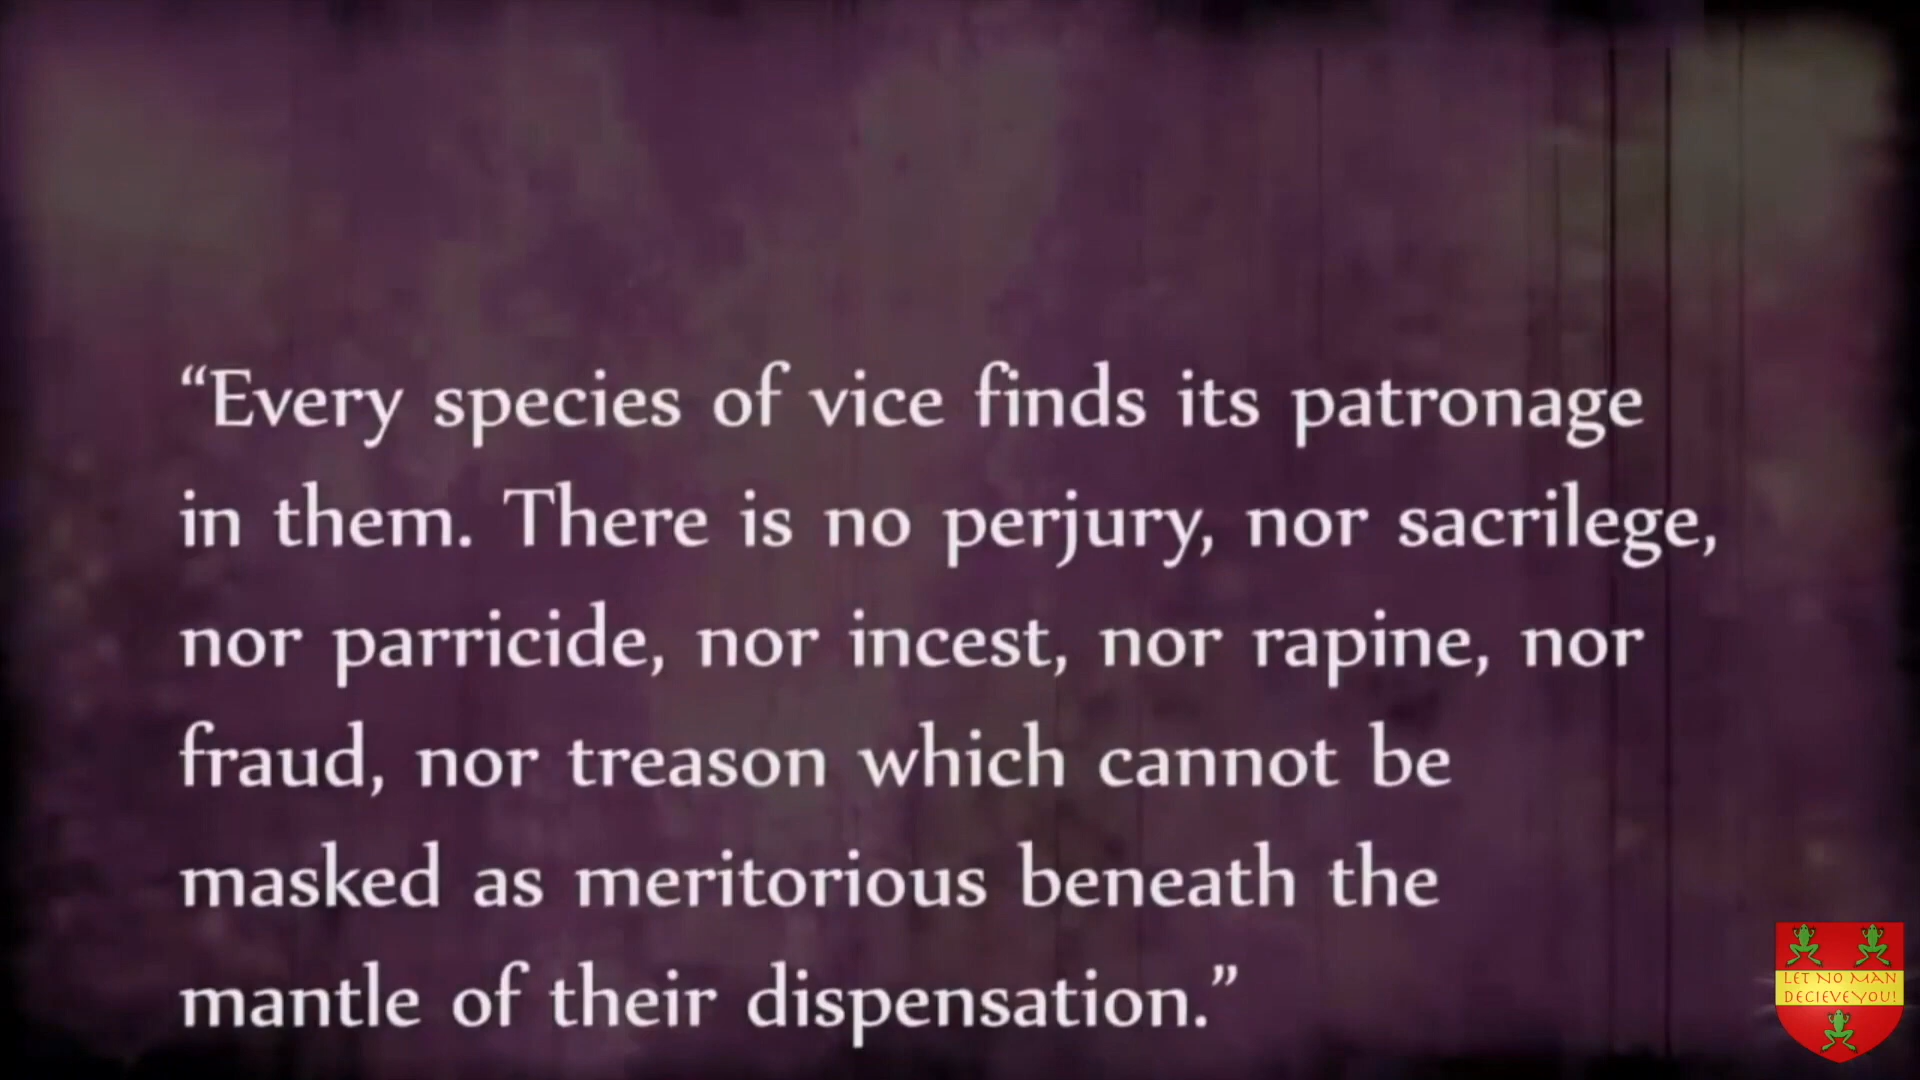 “Every species of vice finds its patronage
in them. There is no perjury, nor sacrilege,
nor parricide, nor incest, nor rapine, nor
fraud, nor treason which cannot be
masked as meritorious beneath the
mantle of their dispensation.”
LET NO MAN
DECIEVE YOU!